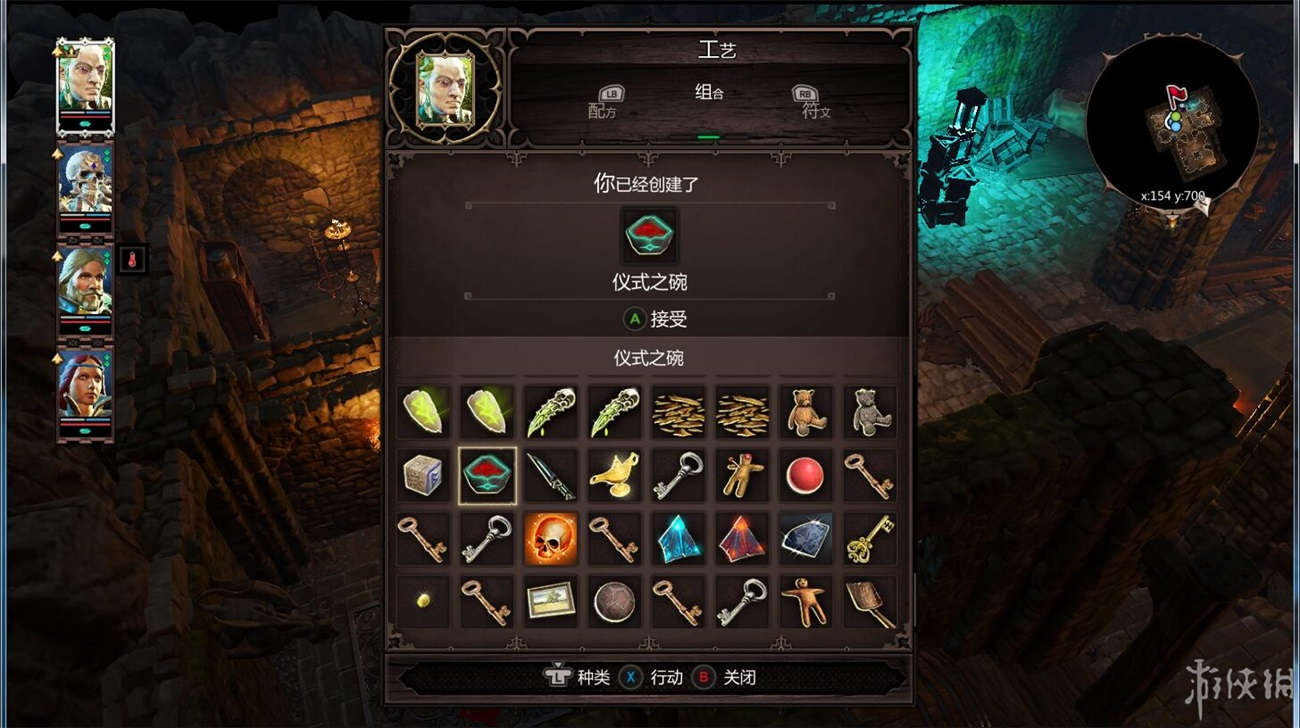 工艺
LB
组合
RB
配方
符文
你已经创建了
x:154 y:700
仪式之碗
A 接受
仪式之碗
L 种类 X 行动 B 关闭
游侠网